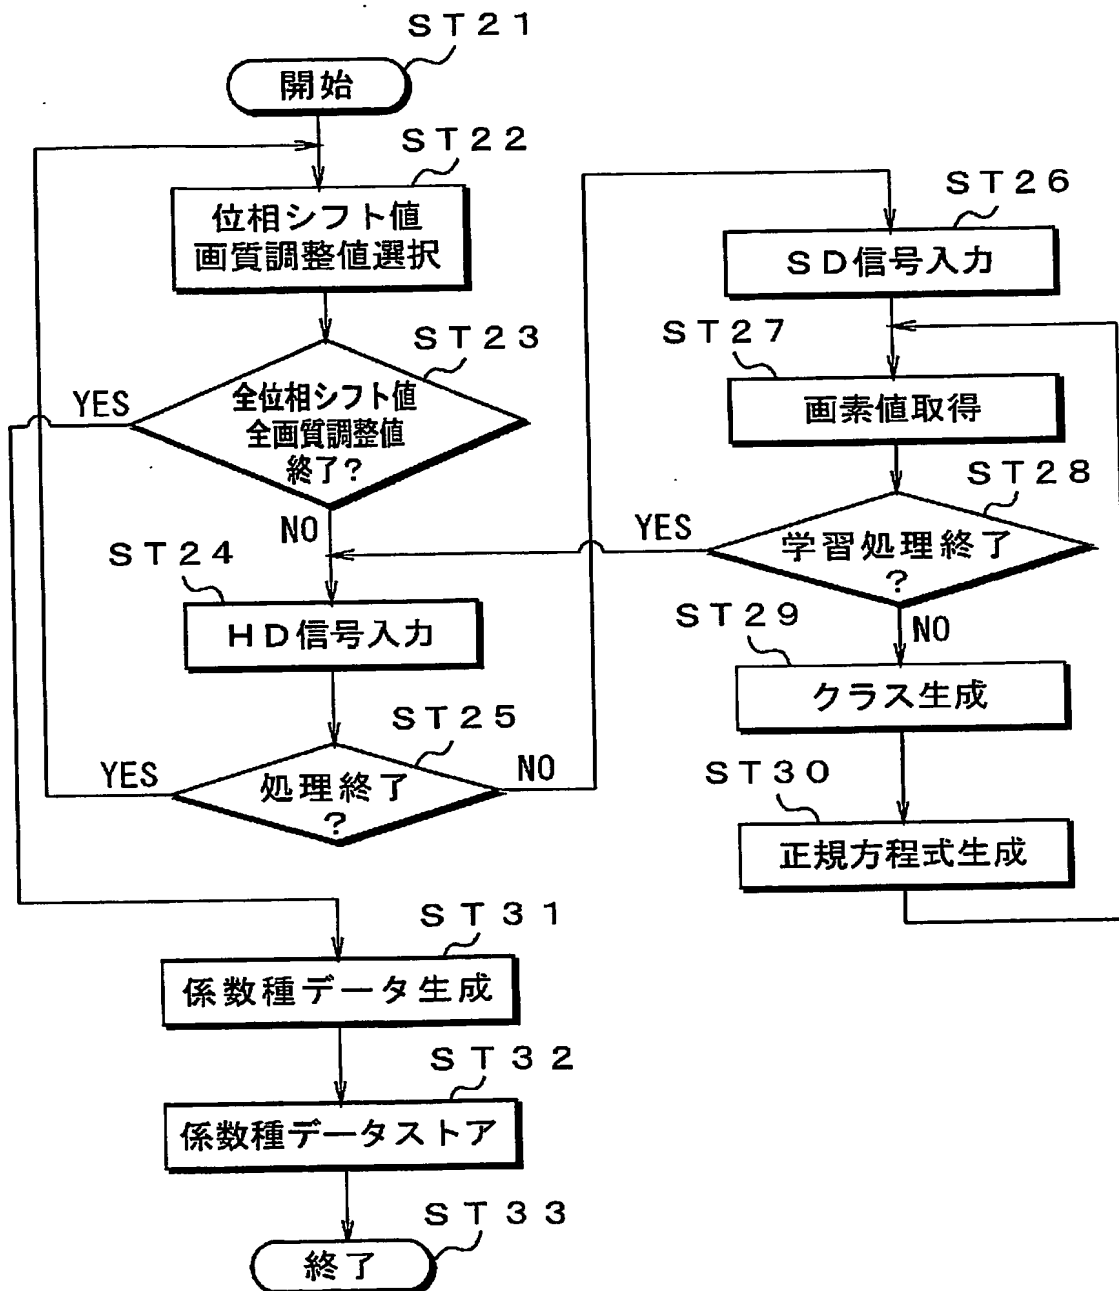 ST21
開始
ST22
位相シフト値
画質調整値選択
ST23
YES
全位相シフト値
全画質調整値
終了?
NO
ST24
HD信号入力
ST25
YES
処理終了
?
NO
ST26
SD信号入力
ST27
画素値取得
ST28
YES
学習処理終了
?
NO
ST29
クラス生成
ST30
正規方程式生成
ST31
係数種データ生成
ST32
係数種データストア
ST33
終了